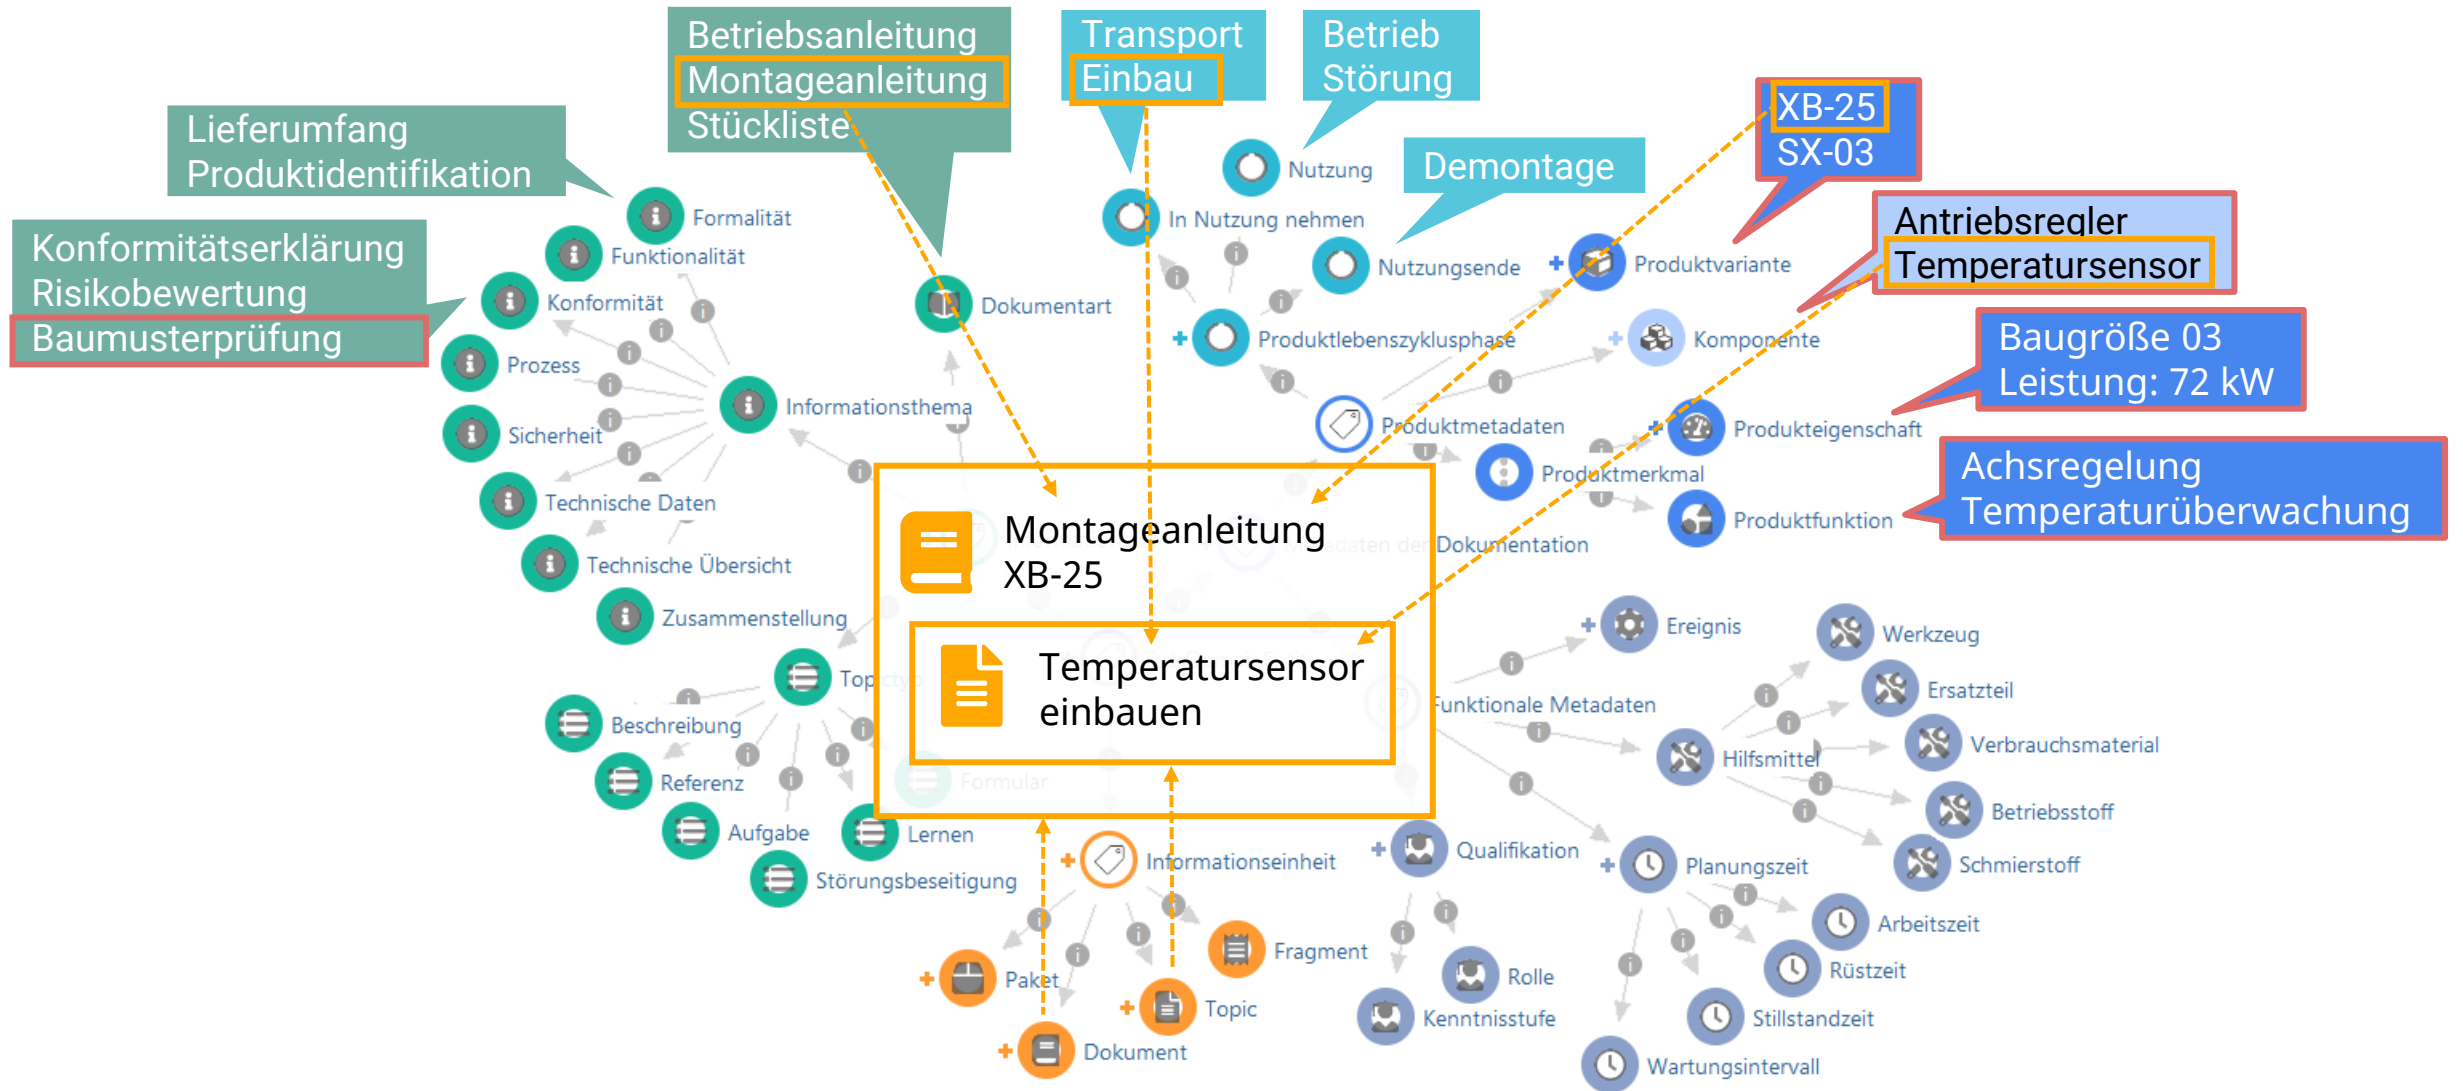 Betriebsanleitung
Montageanleitung
Stückliste
Transport
Einbau
Betrieb
Störung
XB-25
SX-03
Lieferumfang
Produktidentifikation
Demontage
Nutzung
In Nutzung nehmen
Nutzungsende
Produktvariante
Antriebsregler
Temperatursensor
Konformitätserklärung
Risikobewertung
Baumusterprüfung
Formalität
Funktionalität
Konformität
Prozess
Sicherheit
Technische Daten
Technische Übersicht
Zusammenstellung
Informationsthema
Dokumentart
Produktlebenszyklusphase
Komponente
Baugröße 03
Leistung: 72 kW
Produktmetadaten
Produkteigenschaft
Produktmerkmal
Produktfunktion
Achsregelung
Temperaturüberwachung
Metadaten der Dokumentation
Montageanleitung
XB-25
Temperatursensor
einbauen
Topictyp
Beschreibung
Referenz
Aufgabe
Störungsbeseitigung
Lernen
Formular
Funktionale Metadaten
Ereignis
Werkzeug
Ersatzteil
Verbrauchsmaterial
Hilfsmittel
Betriebsstoff
Schmierstoff
Informationseinheit
Qualifikation
Planungszeit
Arbeitszeit
Rüstzeit
Stillstandzeit
Wartungsintervall
Fragment
Paket
Topic
Dokument
Rolle
Kenntnisstufe